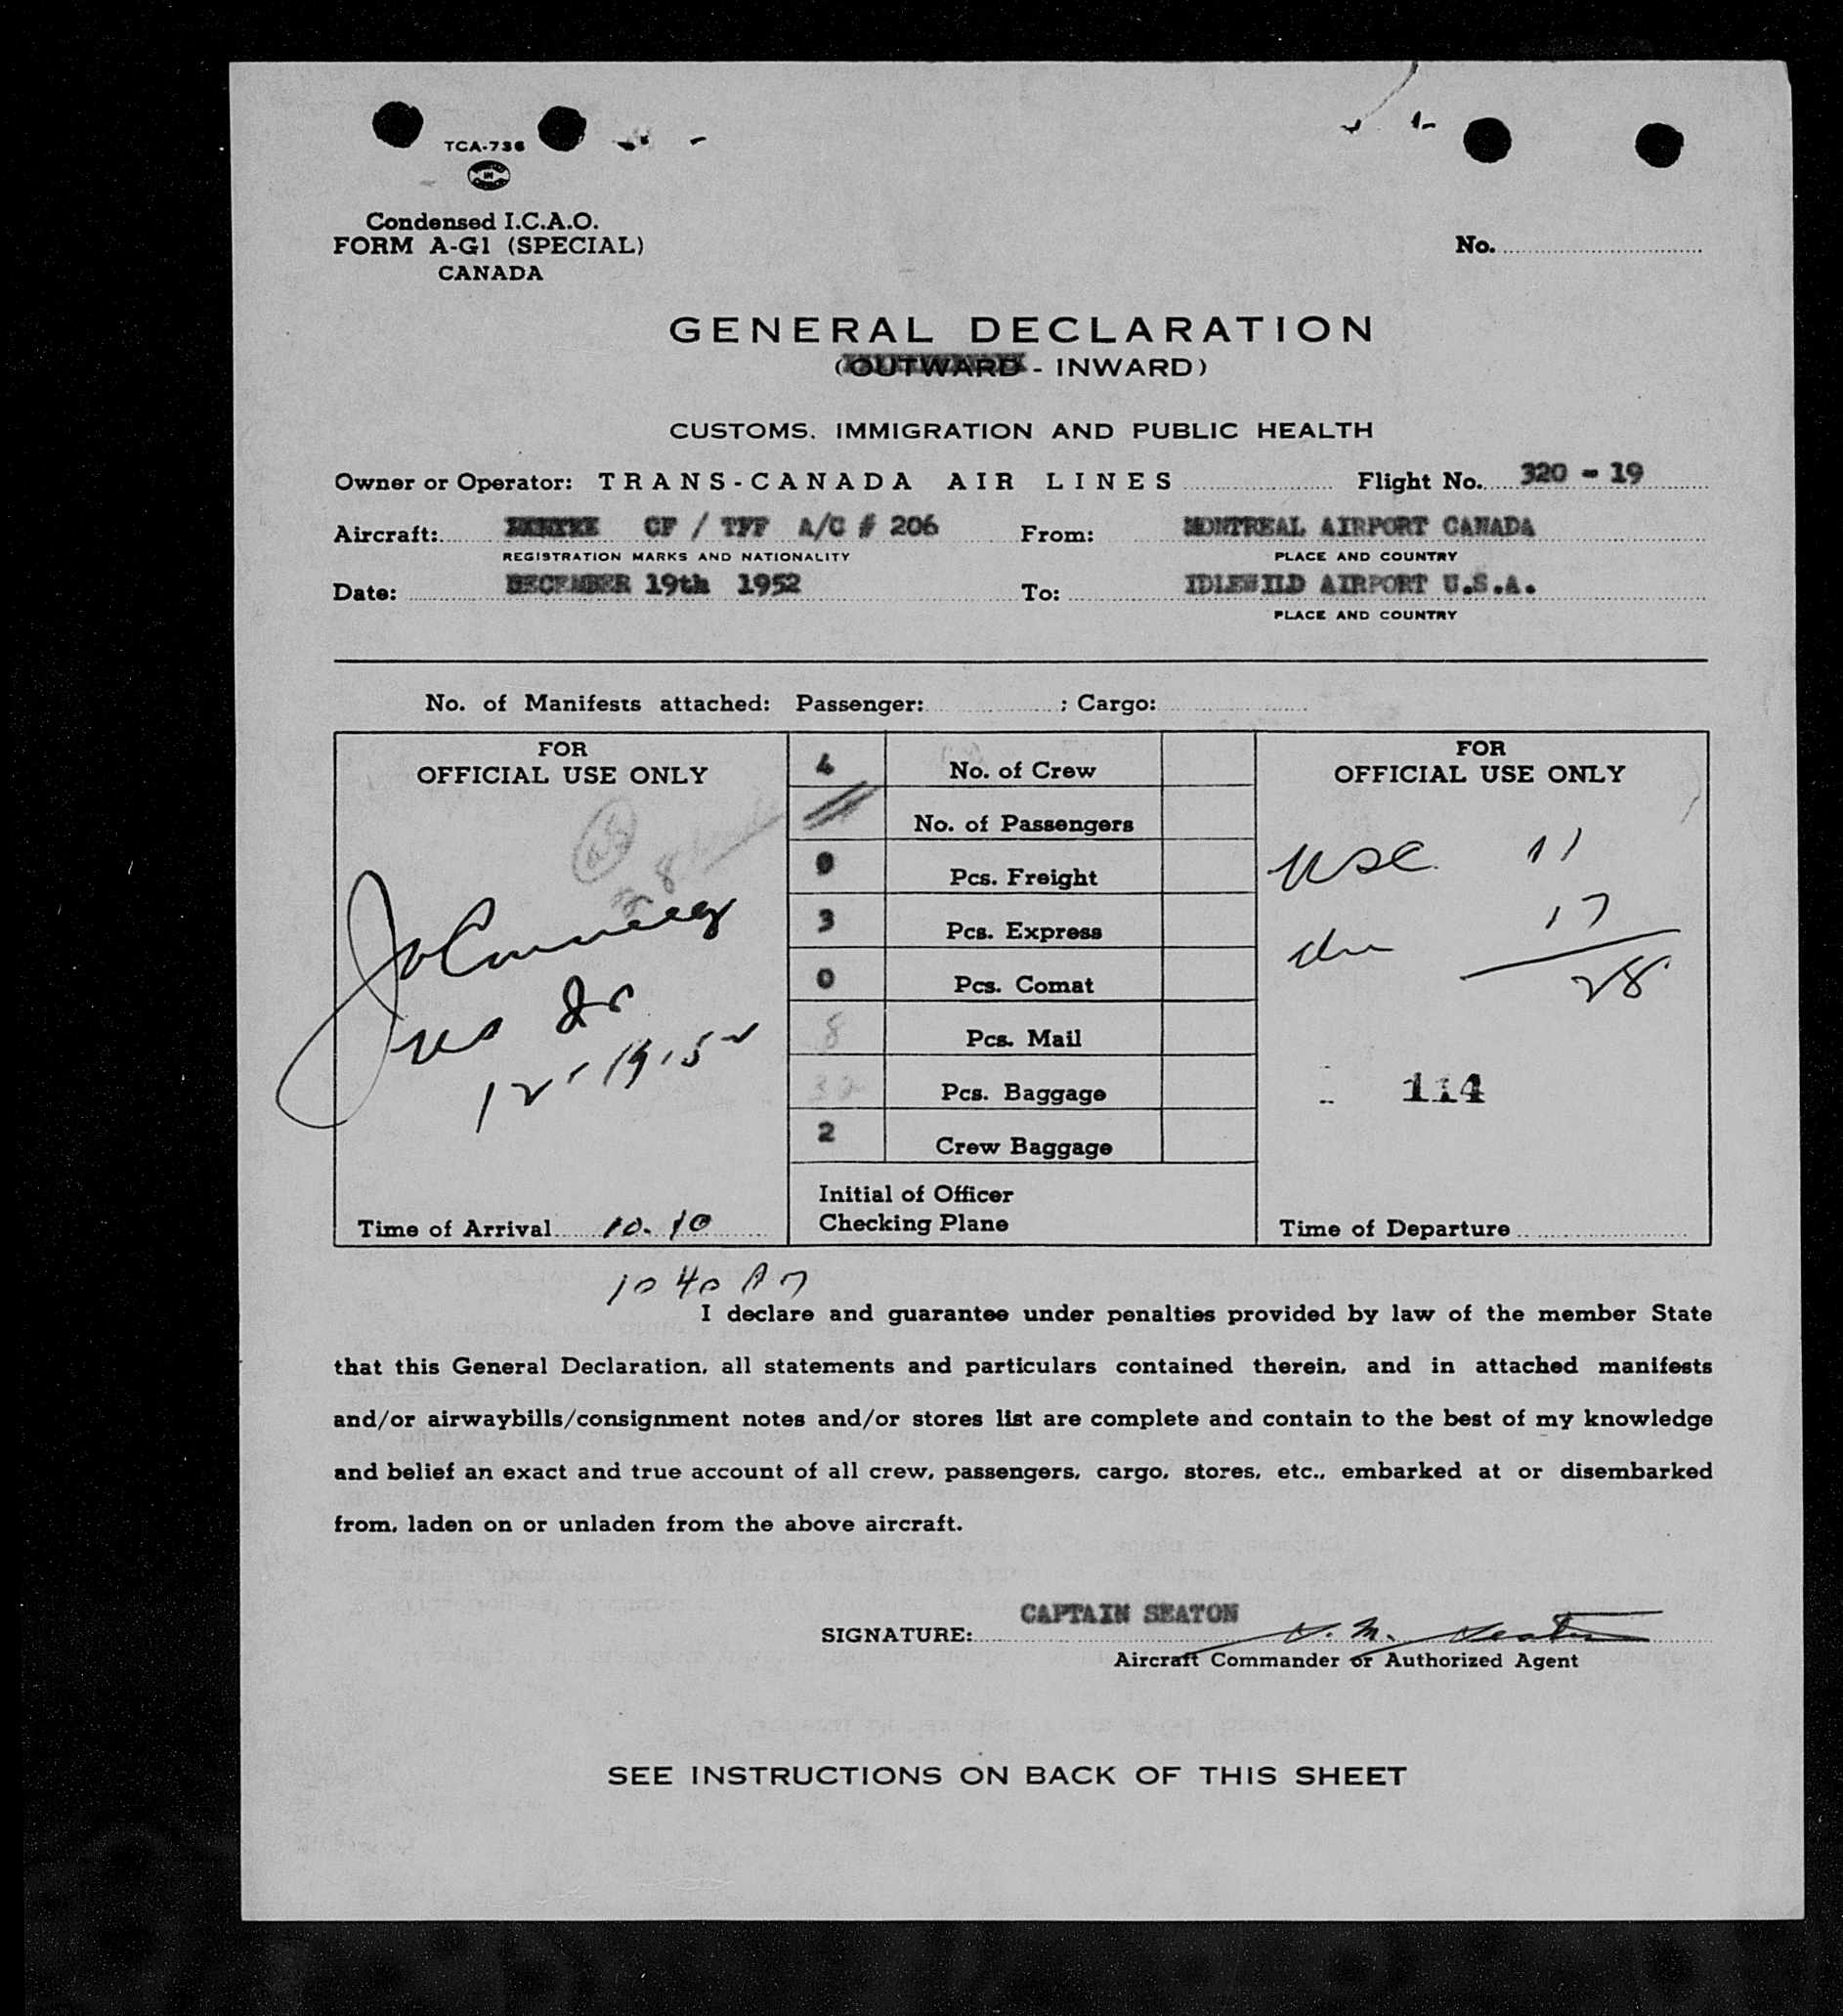 TCA-736
Condensed I.C.A.O.
FORM A-G1 (SPECIAL)
CANADA
No.
GENERAL DECLARATION
(OUTWARD - INWARD)
CUSTOMS, IMMIGRATION AND PUBLIC HEALTH
Owner or Operator: TRANS-CANADA AIR LINES Flight No. 320 - 19
Aircraft: CF / TFF A/C # 206 From: MONTREAL AIRPORT CANADA
REGISTRATION MARKS AND NATIONALITY PLACE AND COUNTRY
Date: DECEMBER 19th 1952 To: IDLEWILD AIRPORT U.S.A.
PLACE AND COUNTRY
No. of Manifests attached: Passenger: ; Cargo:
FOR
OFFICIAL USE ONLY
12-19-52
Time of Arrival 10.10
4 No. of Crew
No. of Passengers
0 Pcs. Freight
3 Pcs. Express
0 Pcs. Comat
8 Pcs. Mail
32 Pcs. Baggage
2 Crew Baggage
Initial of Officer
Checking Plane
FOR
OFFICIAL USE ONLY
usc 11
17
28
114
Time of Departure
10 40 A M
I declare and guarantee under penalties provided by law of the member State
that this General Declaration, all statements and particulars contained therein, and in attached manifests
and/or airwaybills/consignment notes and/or stores list are complete and contain to the best of my knowledge
and belief an exact and true account of all crew, passengers, cargo, stores, etc., embarked at or disembarked
from, laden on or unladen from the above aircraft.
CAPTAIN SEATON
SIGNATURE: V. M. Seaton
Aircraft Commander or Authorized Agent
SEE INSTRUCTIONS ON BACK OF THIS SHEET